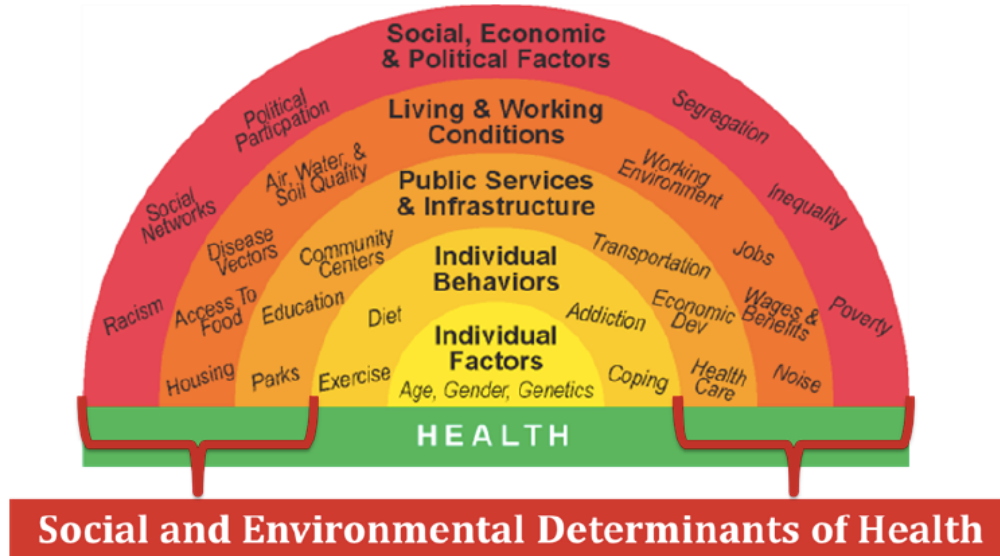 Social, Economic
& Political Factors
Political
Particpation
Segregation
Social
Networks
Inequality
Racism
Poverty
Living & Working
Conditions
Air, Water, &
Soil Quality
Working
Environment
Disease
Vectors
Jobs
Access To
Food
Wages &
Benefits
Housing
Noise
Public Services
& Infrastructure
Community
Centers
Transportation
Education
Economic
Dev
Parks
Health
Care
Individual
Behaviors
Diet
Addiction
Exercise
Coping
Individual
Factors
Age, Gender, Genetics
HEALTH
Social and Environmental Determinants of Health